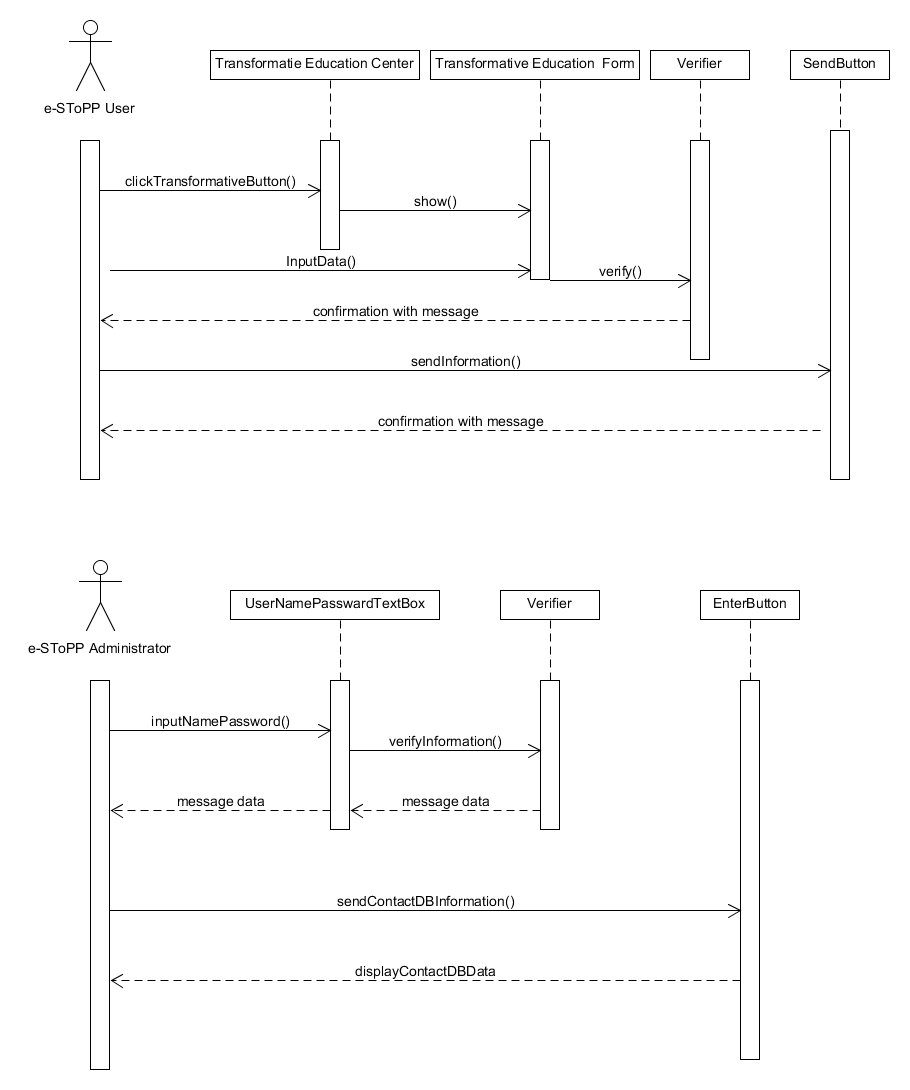 e-SToPP User
Transformatie Education Center
Transformative Education Form
Verifier
SendButton
clickTransformativeButton()
show()
InputData()
verify()
confirmation with message
sendInformation()
confirmation with message
e-SToPP Administrator
UserNamePasswardTextBox
Verifier
EnterButton
inputNamePassword()
verifyInformation()
message data
message data
sendContactDBInformation()
displayContactDBData